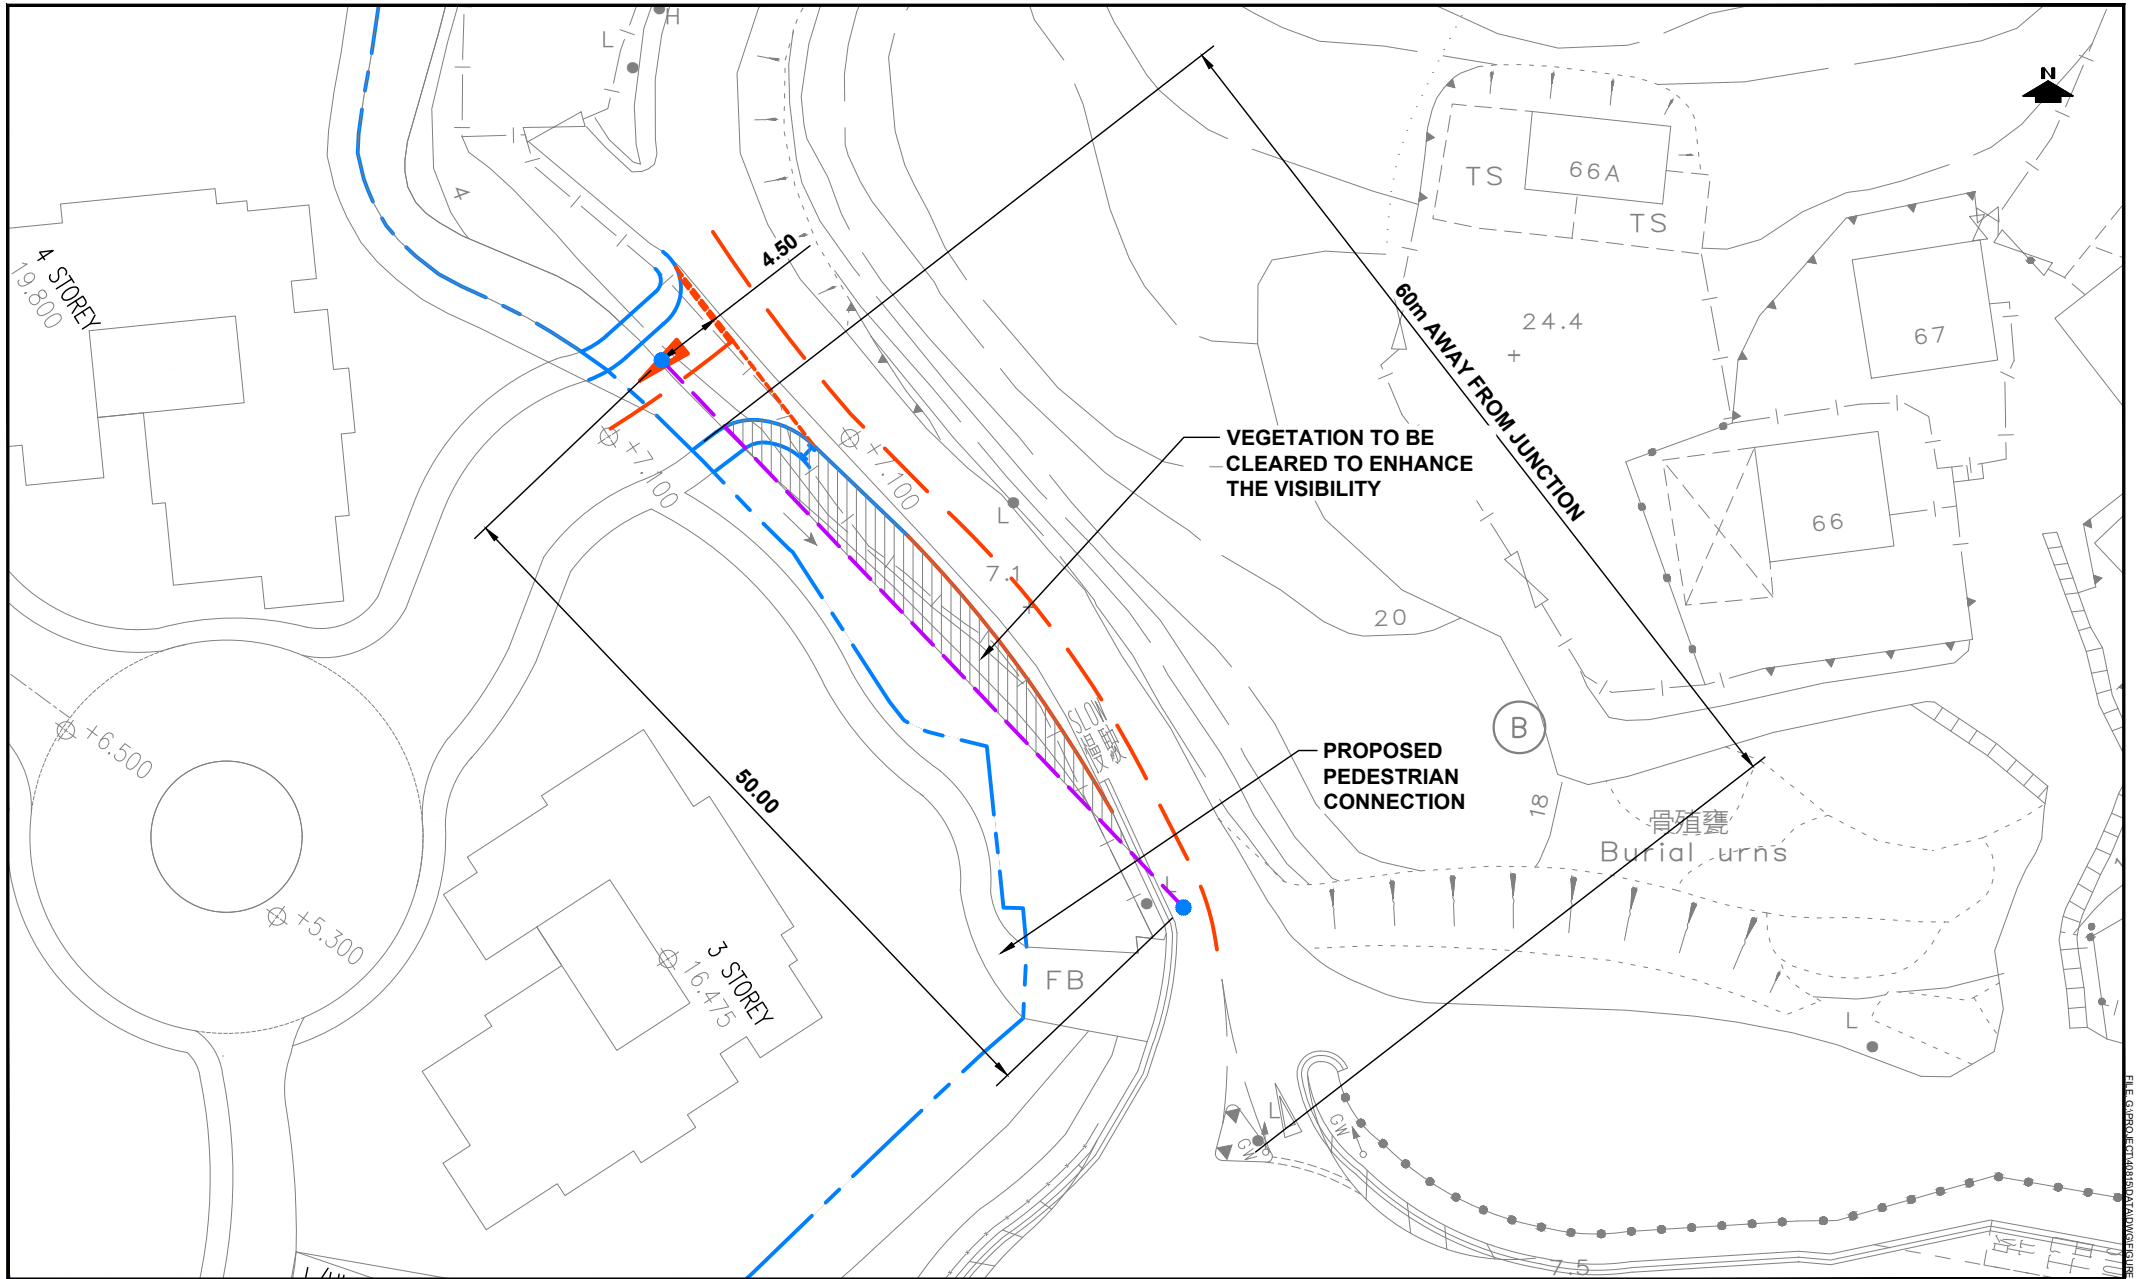 H
L
N
4
TS
66A
TS
4.50
4 STOREY
19.800
60m AWAY FROM JUNCTION
24.4
67
VEGETATION TO BE
CLEARED TO ENHANCE
THE VISIBILITY
+7.100
+7.100
L
66
7.1
20
SLOW
慢駛
B
+6.500
PROPOSED
PEDESTRIAN
CONNECTION
50.00
18
骨殖甕
Burial urns
L
+5.300
3 STOREY
16.475
FB
L
L
GW
GW
7.5